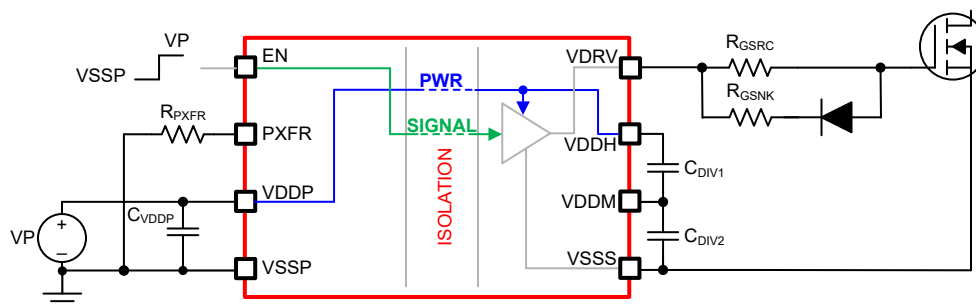 VP
VSSP
EN
VDRV
RGSRC
RGSNK
PWR
RPXFR
PXFR
SIGNAL
VDDH
CDIV1
ISOLATION
VDDP
VDDM
CVDDP
VP
+
–
CDIV2
VSSP
VSSS